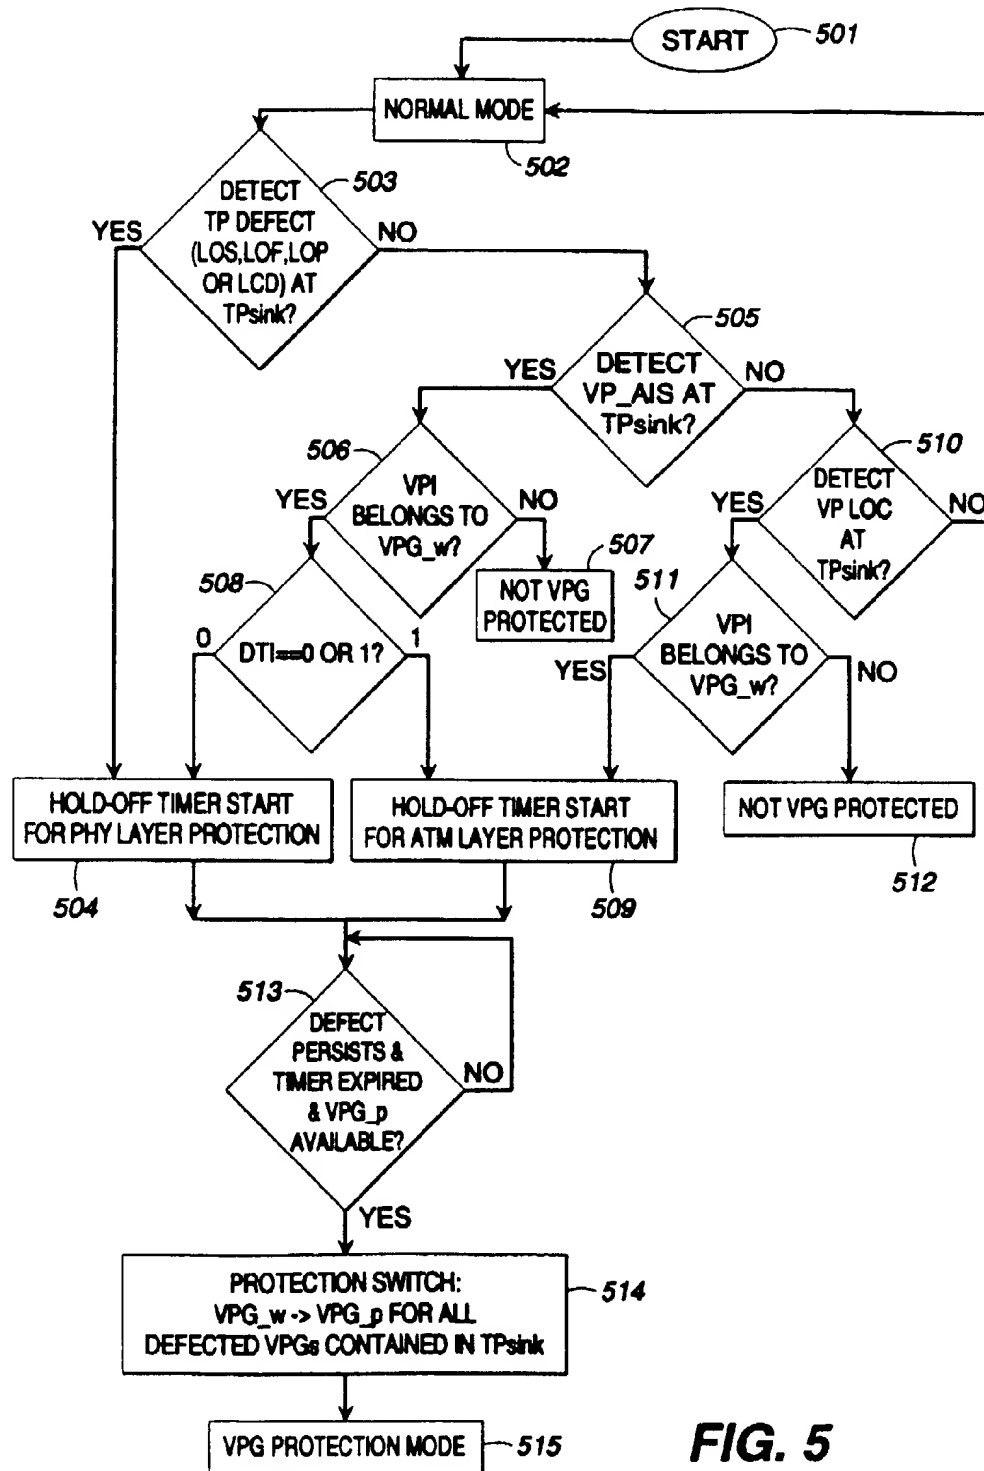 START
501
NORMAL MODE
502
503
DETECT
TP DEFECT
(LOS,LOF,LOP
OR LCD) AT
TPsink?
YES
NO
505
DETECT
VP_AIS AT
TPsink?
YES
NO
506
VPI
BELONGS TO
VPG_w?
YES
NO
507
NOT VPG
PROTECTED
508
DTI==0 OR 1?
0
1
510
DETECT
VP LOC
AT
TPsink?
YES
NO
511
VPI
BELONGS TO
VPG_w?
YES
NO
HOLD-OFF TIMER START
FOR PHY LAYER PROTECTION
504
HOLD-OFF TIMER START
FOR ATM LAYER PROTECTION
509
NOT VPG PROTECTED
512
513
DEFECT
PERSISTS &
TIMER EXPIRED
& VPG_p
AVAILABLE?
NO
YES
PROTECTION SWITCH:
VPG_w -> VPG_p FOR ALL
DEFECTED VPGs CONTAINED IN TPsink
514
VPG PROTECTION MODE
515
FIG. 5